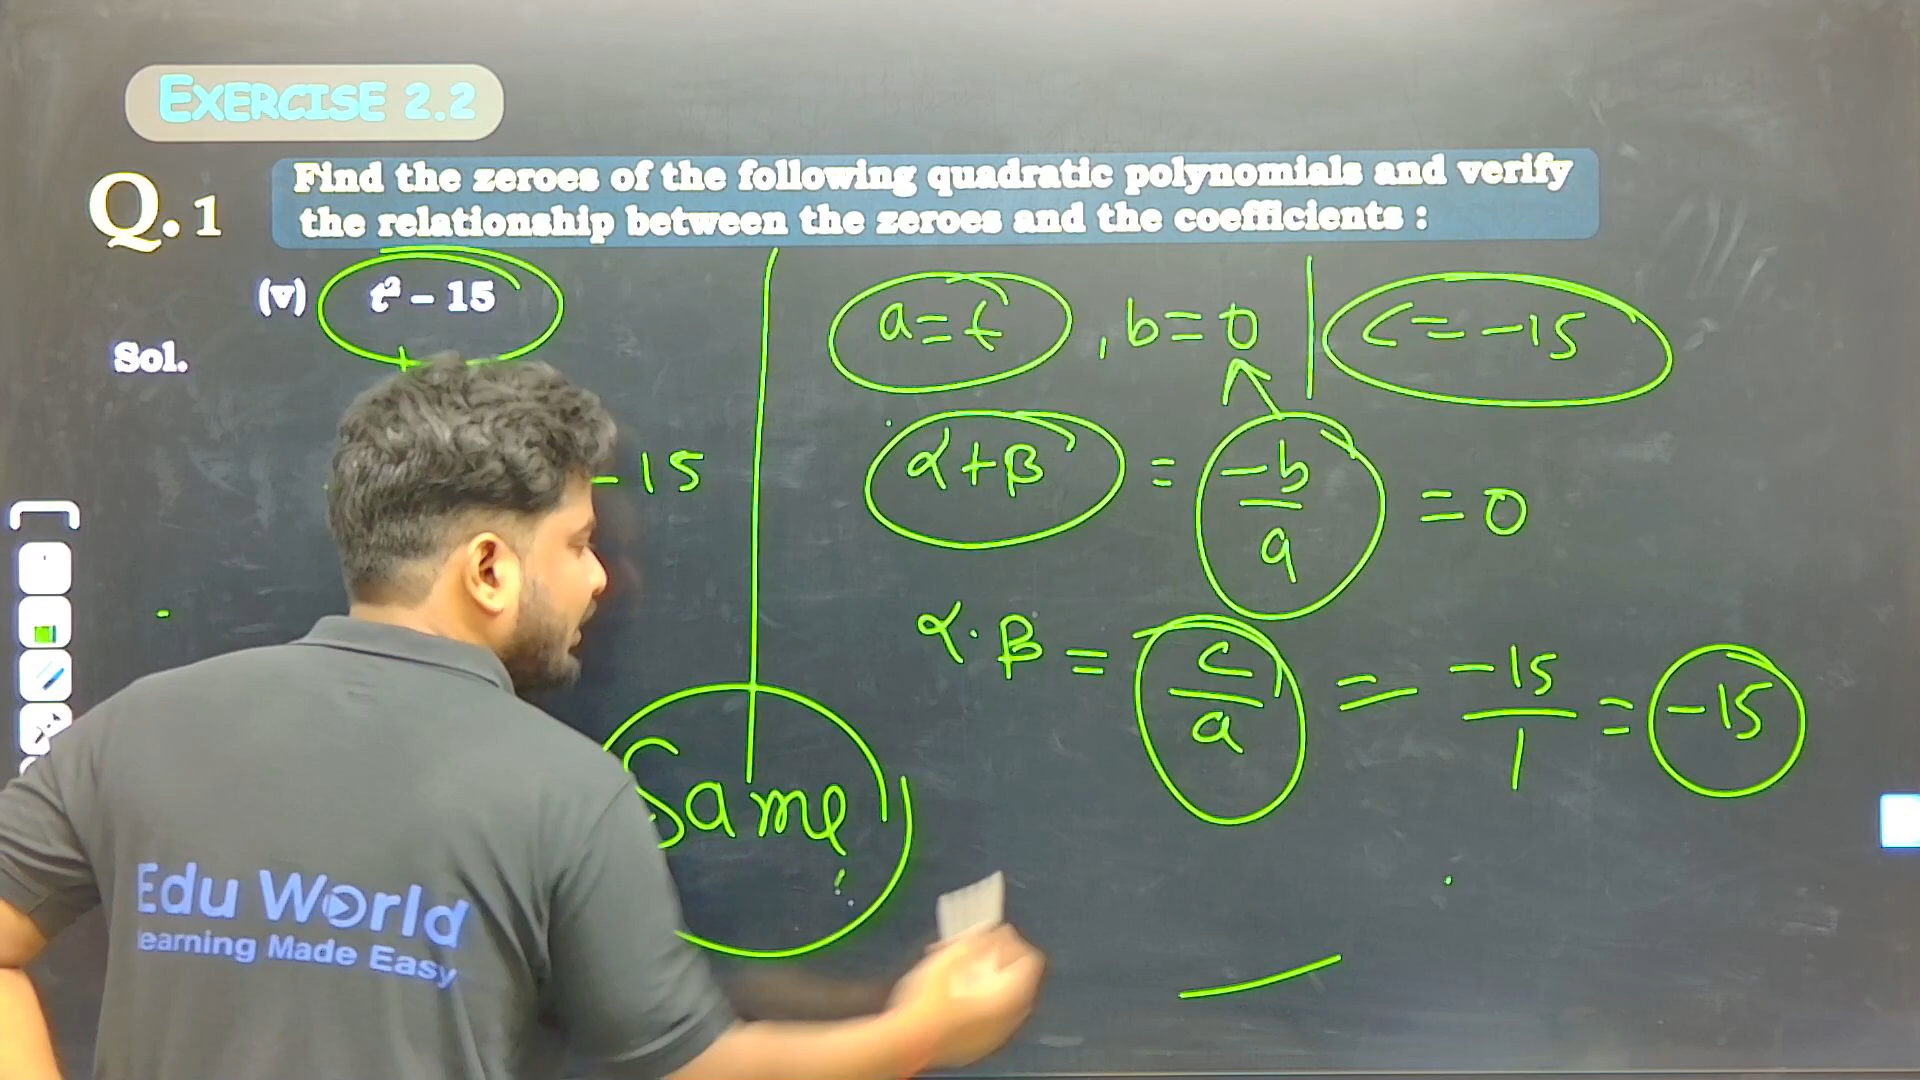 EXERCISE 2.2
Q. 1 Find the zeroes of the following quadratic polynomials and verify
the relationship between the zeroes and the coefficients :
(v) t² – 15
Sol.
a = t , b = 0 | c = -15
-15
α + β = -b/a = 0
α . β = c/a = -15/1 = -15
Same
Edu World
learning Made Easy